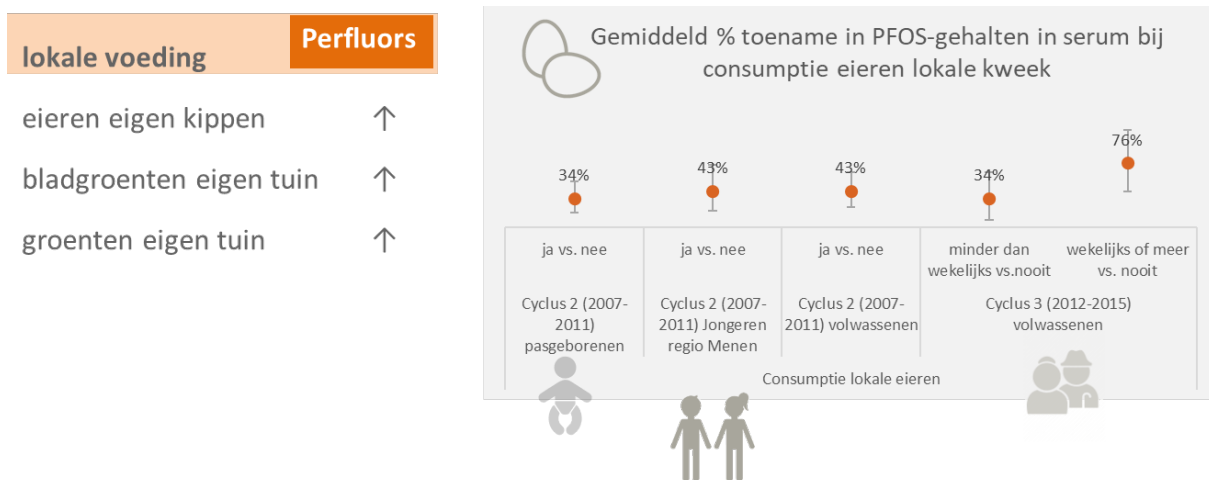 lokale voeding
Perfluors
eieren eigen kippen ↑
bladgroenten eigen tuin ↑
groenten eigen tuin ↑
Gemiddeld % toename in PFOS-gehalten in serum bij
consumptie eieren lokale kweek
34%
43%
43%
34%
76%
ja vs. nee
ja vs. nee
ja vs. nee
minder dan
wekelijks vs.nooit
wekelijks of meer
vs. nooit
Cyclus 2 (2007-
2011)
pasgeborenen
Cyclus 2 (2007-
2011) Jongeren
regio Menen
Cyclus 2 (2007-
2011) volwassenen
Cyclus 3 (2012-2015)
volwassenen
Consumptie lokale eieren